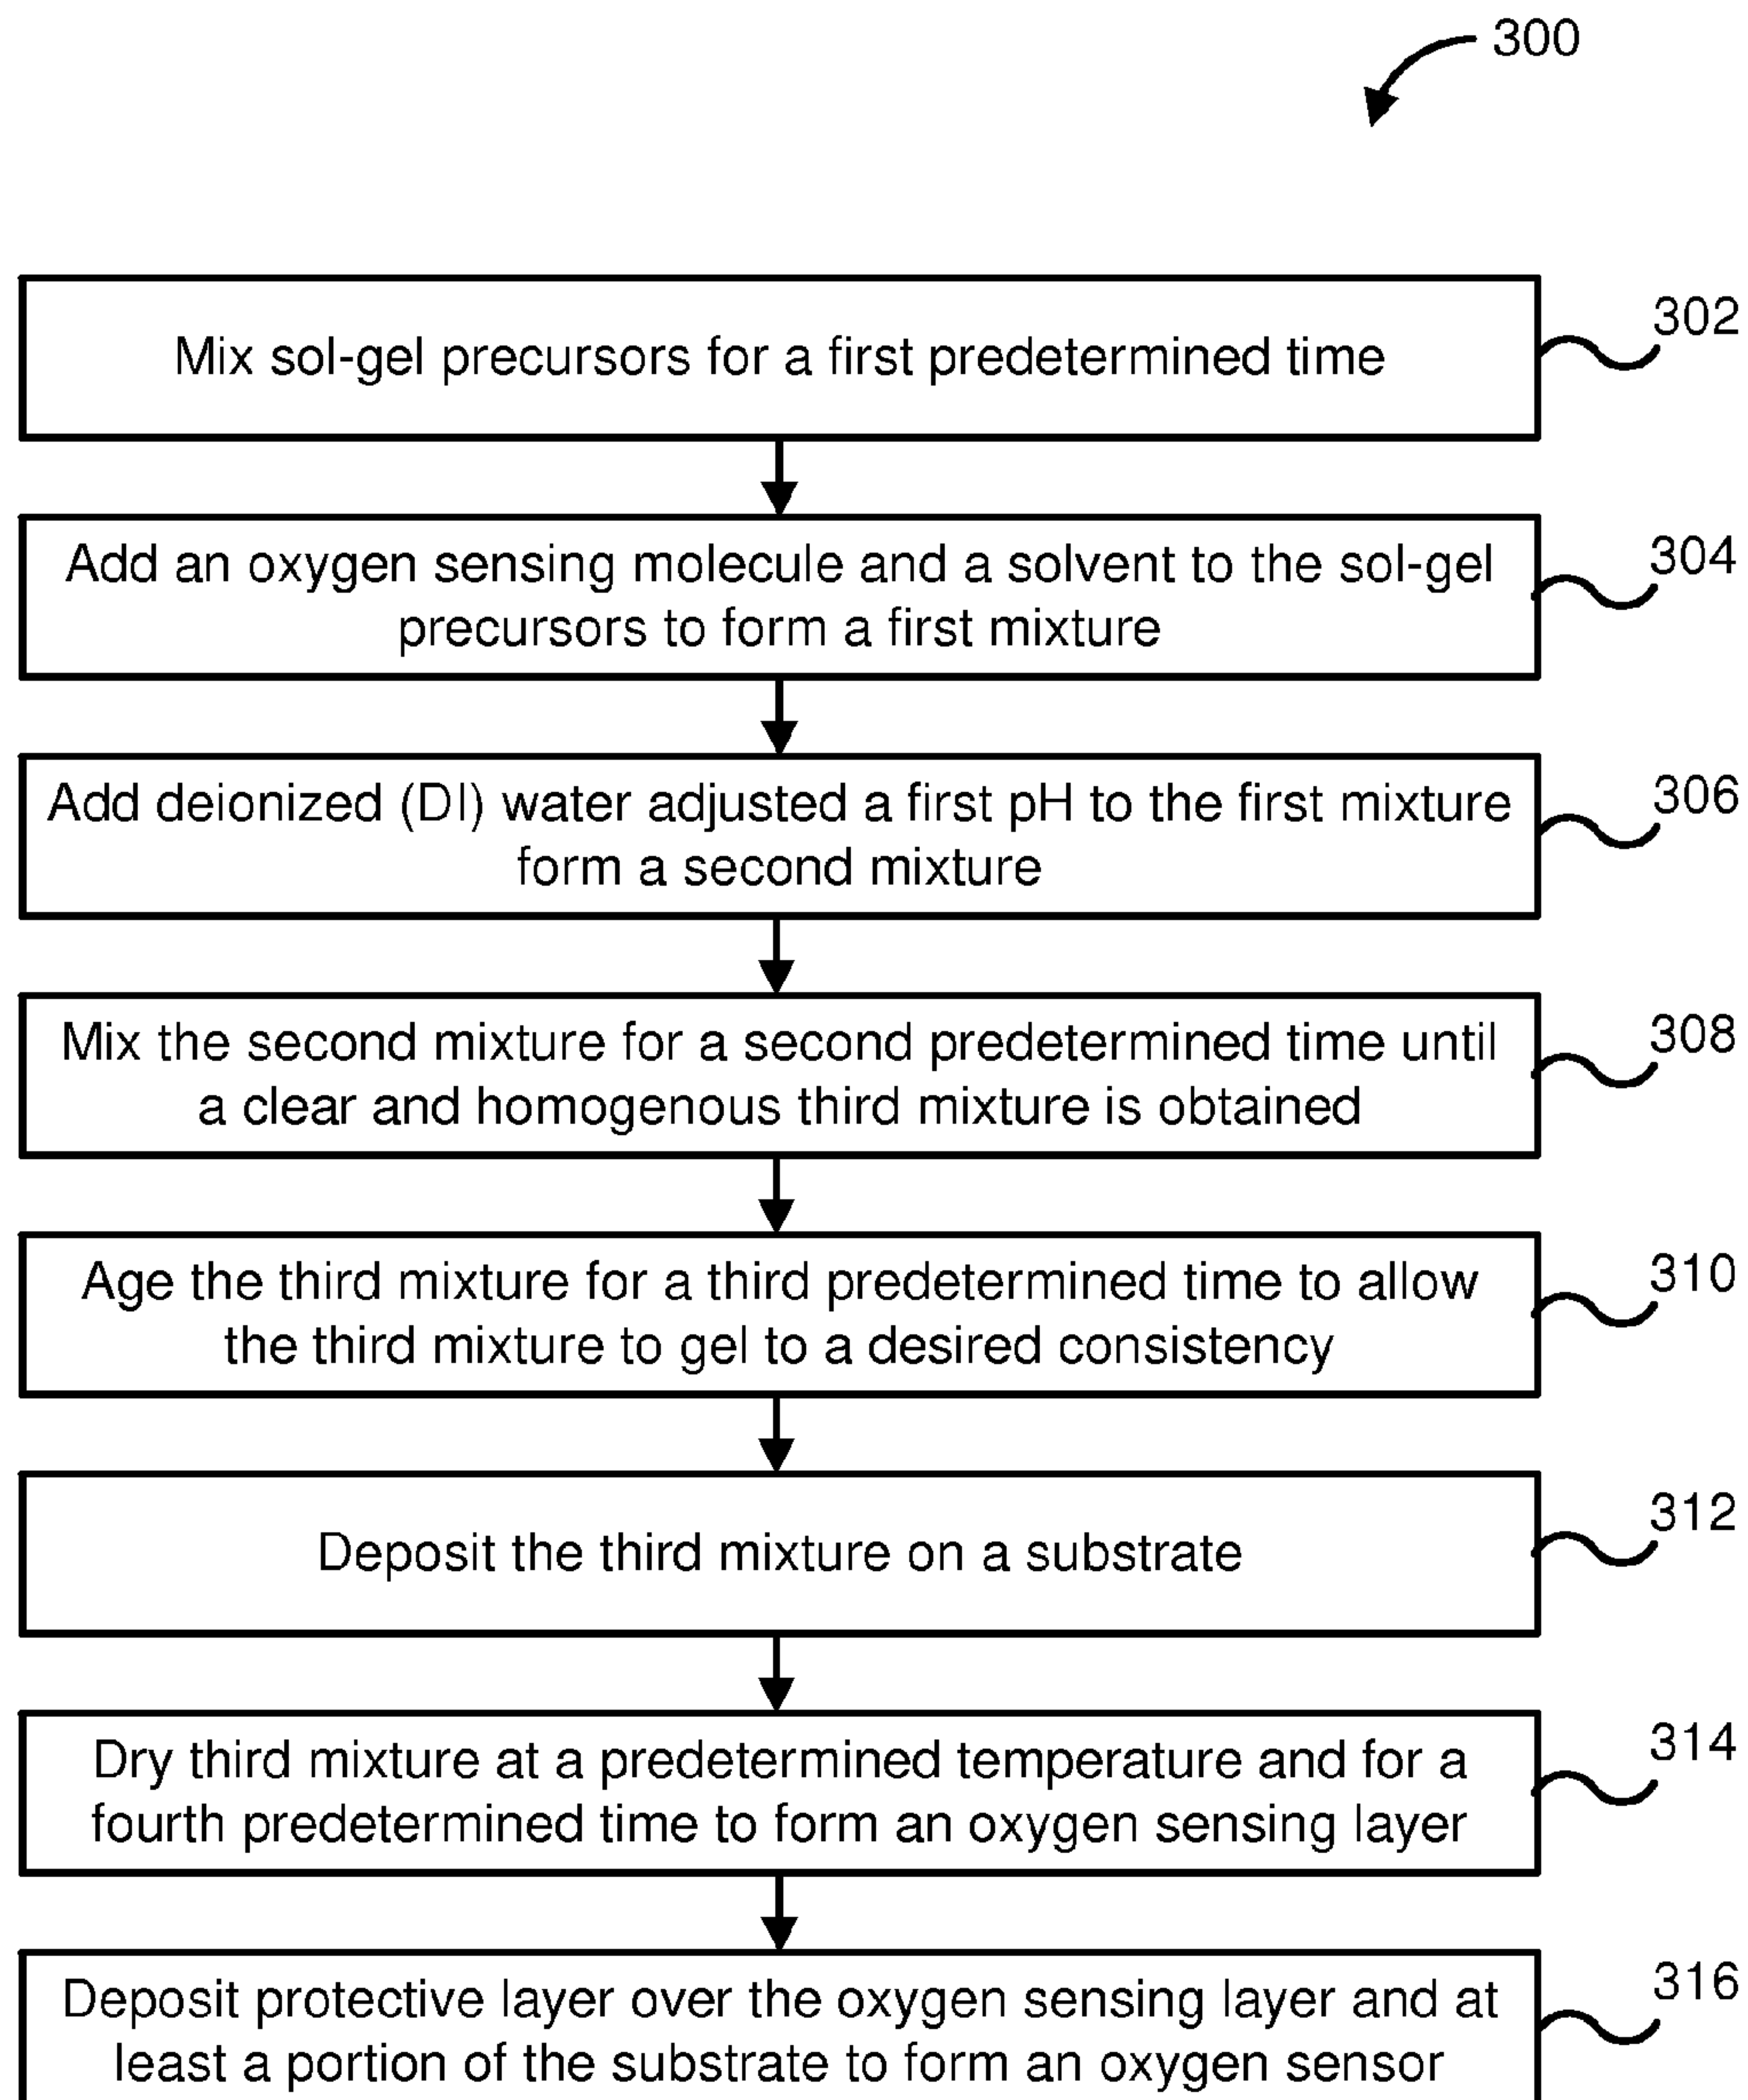 300
Mix sol-gel precursors for a first predetermined time
302
Add an oxygen sensing molecule and a solvent to the sol-gel
precursors to form a first mixture
304
Add deionized (DI) water adjusted a first pH to the first mixture
form a second mixture
306
Mix the second mixture for a second predetermined time until
a clear and homogenous third mixture is obtained
308
Age the third mixture for a third predetermined time to allow
the third mixture to gel to a desired consistency
310
Deposit the third mixture on a substrate
312
Dry third mixture at a predetermined temperature and for a
fourth predetermined time to form an oxygen sensing layer
314
Deposit protective layer over the oxygen sensing layer and at
least a portion of the substrate to form an oxygen sensor
316